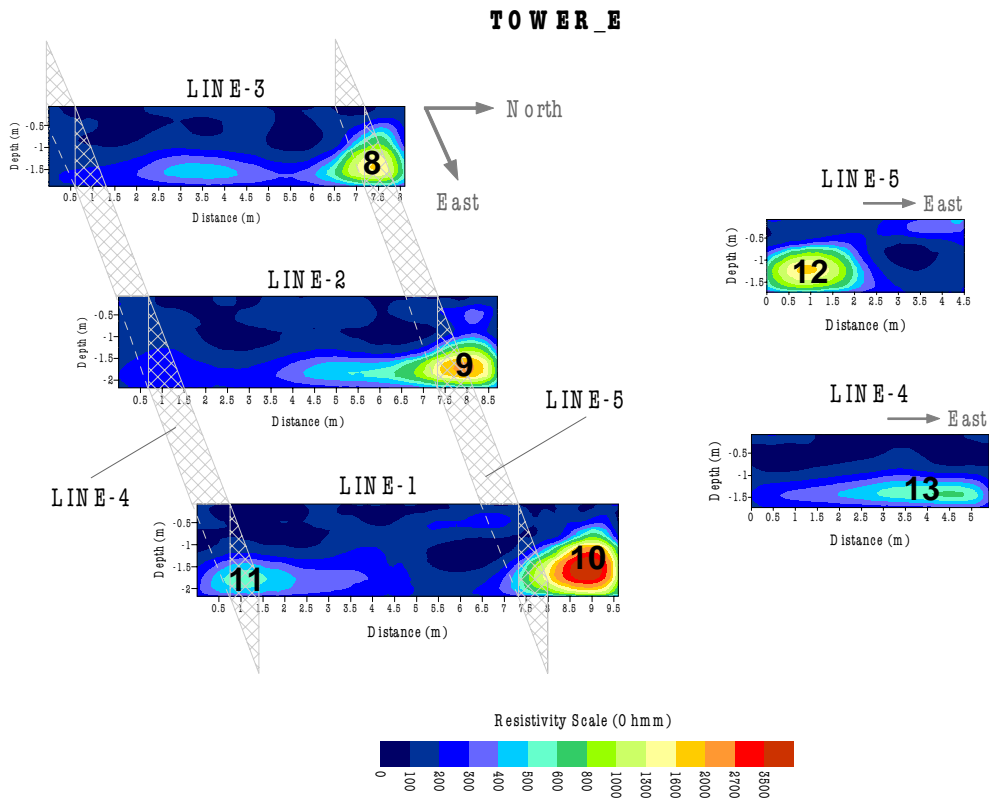 TOWER_E
LINE-3
-0.5
-1
-1.5
Depth (m)
8
0.5 1 1.5 2 2.5 3 3.5 4 4.5 5 5.5 6 6.5 7 7.5 8
Distance (m)
North
East
LINE-5
East
-0.5
-1
-1.5
Depth (m)
12
0 0.5 1 1.5 2 2.5 3 3.5 4 4.5
Distance (m)
LINE-2
-0.5
-1
-1.5
-2
Depth (m)
9
0.5 1 1.5 2 2.5 3 3.5 4 4.5 5 5.5 6 6.5 7 7.5 8 8.5
Distance (m)
LINE-5
LINE-4
East
-0.5
-1
-1.5
Depth (m)
13
0 0.5 1 1.5 2 2.5 3 3.5 4 4.5 5
Distance (m)
LINE-4
LINE-1
-0.5
-1
-1.5
-2
Depth (m)
11
10
0.5 1 1.5 2 2.5 3 3.5 4 4.5 5 5.5 6 6.5 7 7.5 8 8.5 9 9.5
Distance (m)
Resistivity Scale (Ohmm)
0 100 200 300 400 500 600 800 1000 1300 1600 2000 2700 3500